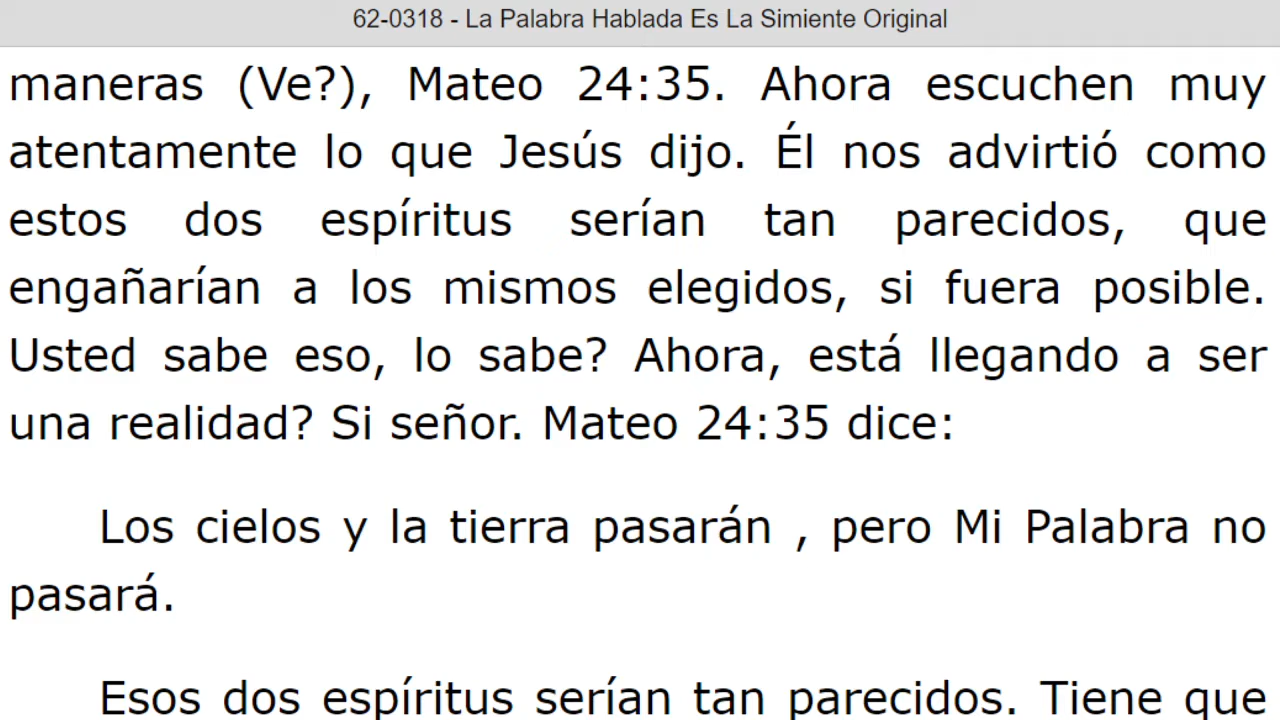 62-0318 - La Palabra Hablada Es La Simiente Original
maneras (Ve?), Mateo 24:35. Ahora escuchen muy
atentamente lo que Jesús dijo. Él nos advirtió como
estos dos espíritus serían tan parecidos, que
engañarían a los mismos elegidos, si fuera posible.
Usted sabe eso, lo sabe? Ahora, está llegando a ser
una realidad? Si señor. Mateo 24:35 dice:
Los cielos y la tierra pasarán , pero Mi Palabra no
pasará.
Esos dos espíritus serían tan parecidos. Tiene que